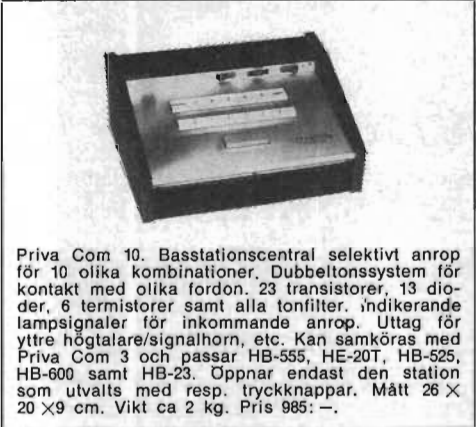 Priva Com 10. Basstationscentral selektivt anrop
för 10 olika kombinationer. Dubbeltonssystem för
kontakt med olika fordon. 23 transistorer, 13 dio-
der, 6 termistorer samt alla tonfilter. Indikerande
lampsignaler för inkommande anrop. Uttag för
yttre högtalare/signalhorn, etc. Kan samköras med
Priva Com 3 och passar HB-555, HE-20T, HB-525,
HB-600 samt HB-23. Öppnar endast den station
som utvalts med resp. tryckknappar. Mått 26 ×
20 ×9 cm. Vikt ca 2 kg. Pris 985: —.